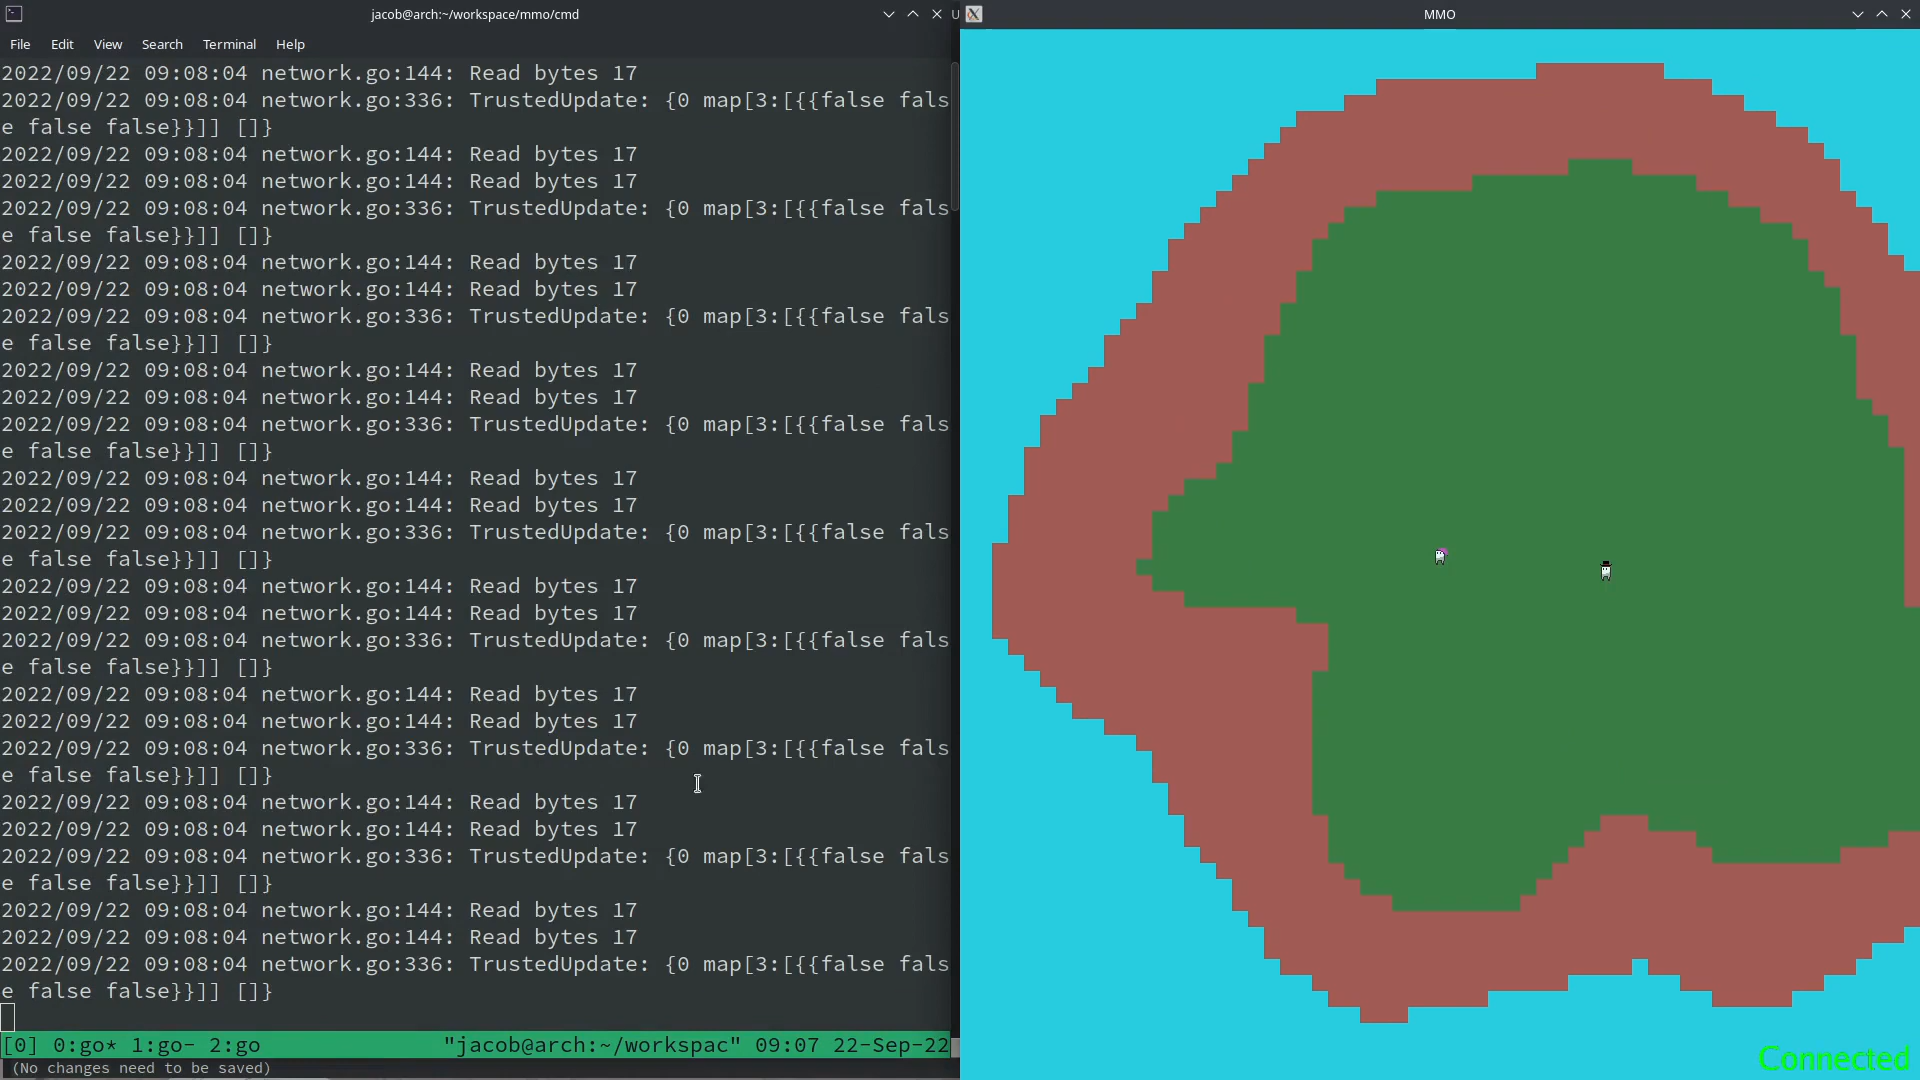 jacob@arch:~/workspace/mmo/cmd
MMO
File Edit View Search Terminal Help
2022/09/22 09:08:04 network.go:144: Read bytes 17
2022/09/22 09:08:04 network.go:336: TrustedUpdate: {0 map[3:[{{false fals
e false false}}]] []}
2022/09/22 09:08:04 network.go:144: Read bytes 17
2022/09/22 09:08:04 network.go:144: Read bytes 17
2022/09/22 09:08:04 network.go:336: TrustedUpdate: {0 map[3:[{{false fals
e false false}}]] []}
2022/09/22 09:08:04 network.go:144: Read bytes 17
2022/09/22 09:08:04 network.go:144: Read bytes 17
2022/09/22 09:08:04 network.go:336: TrustedUpdate: {0 map[3:[{{false fals
e false false}}]] []}
2022/09/22 09:08:04 network.go:144: Read bytes 17
2022/09/22 09:08:04 network.go:144: Read bytes 17
2022/09/22 09:08:04 network.go:336: TrustedUpdate: {0 map[3:[{{false fals
e false false}}]] []}
2022/09/22 09:08:04 network.go:144: Read bytes 17
2022/09/22 09:08:04 network.go:144: Read bytes 17
2022/09/22 09:08:04 network.go:336: TrustedUpdate: {0 map[3:[{{false fals
e false false}}]] []}
2022/09/22 09:08:04 network.go:144: Read bytes 17
2022/09/22 09:08:04 network.go:144: Read bytes 17
2022/09/22 09:08:04 network.go:336: TrustedUpdate: {0 map[3:[{{false fals
e false false}}]] []}
2022/09/22 09:08:04 network.go:144: Read bytes 17
2022/09/22 09:08:04 network.go:144: Read bytes 17
2022/09/22 09:08:04 network.go:336: TrustedUpdate: {0 map[3:[{{false fals
e false false}}]] []}
2022/09/22 09:08:04 network.go:144: Read bytes 17
2022/09/22 09:08:04 network.go:144: Read bytes 17
2022/09/22 09:08:04 network.go:336: TrustedUpdate: {0 map[3:[{{false fals
e false false}}]] []}
2022/09/22 09:08:04 network.go:144: Read bytes 17
2022/09/22 09:08:04 network.go:144: Read bytes 17
2022/09/22 09:08:04 network.go:336: TrustedUpdate: {0 map[3:[{{false fals
e false false}}]] []}
[0] 0:go* 1:go- 2:go "jacob@arch:~/workspac" 09:07 22-Sep-22
(No changes need to be saved)
Connected